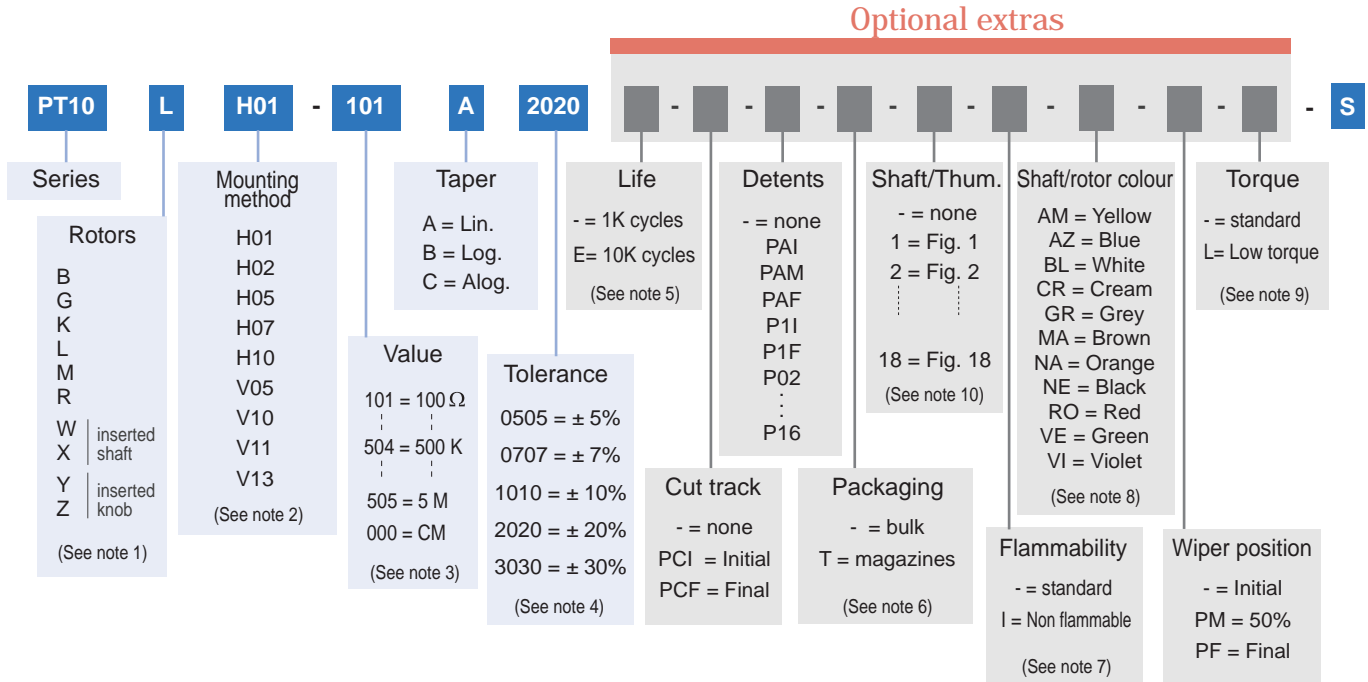 Optional extras
PT10 L H01 - 101 A 2020 - - - - - - - - - S
Series
Rotors
B
G
K
L
M
R
W
X
inserted
shaft
Y
Z
inserted
knob
(See note 1)
Mounting
method
H01
H02
H05
H07
H10
V05
V10
V11
V13
(See note 2)
Value
101 = 100 Ω
504 = 500 K
505 = 5 M
000 = CM
(See note 3)
Taper
A = Lin.
B = Log.
C = Alog.
Tolerance
0505 = ± 5%
0707 = ± 7%
1010 = ± 10%
2020 = ± 20%
3030 = ± 30%
(See note 4)
Life
- = 1K cycles
E= 10K cycles
(See note 5)
Cut track
- = none
PCI = Initial
PCF = Final
Detents
- = none
PAI
PAM
PAF
P1I
P1F
P02
P16
Packaging
- = bulk
T = magazines
(See note 6)
Shaft/Thum.
- = none
1 = Fig. 1
2 = Fig. 2
18 = Fig. 18
(See note 10)
Flammability
- = standard
I = Non flammable
(See note 7)
Shaft/rotor colour
AM = Yellow
AZ = Blue
BL = White
CR = Cream
GR = Grey
MA = Brown
NA = Orange
NE = Black
RO = Red
VE = Green
VI = Violet
(See note 8)
Wiper position
- = Initial
PM = 50%
PF = Final
Torque
- = standard
L= Low torque
(See note 9)